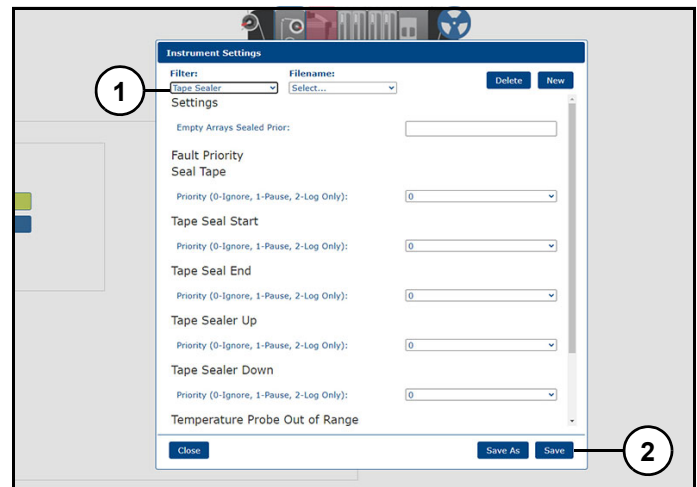 Instrument Settings
Filter: Filename:
Tape Sealer Select... Delete New
1
Settings
Empty Arrays Sealed Prior:
Fault Priority
Seal Tape
Priority (0-Ignore, 1-Pause, 2-Log Only): 0
Tape Seal Start
Priority (0-Ignore, 1-Pause, 2-Log Only): 0
Tape Seal End
Priority (0-Ignore, 1-Pause, 2-Log Only): 0
Tape Sealer Up
Priority (0-Ignore, 1-Pause, 2-Log Only): 0
Tape Sealer Down
Priority (0-Ignore, 1-Pause, 2-Log Only): 0
Temperature Probe Out of Range
Close Save As Save
2